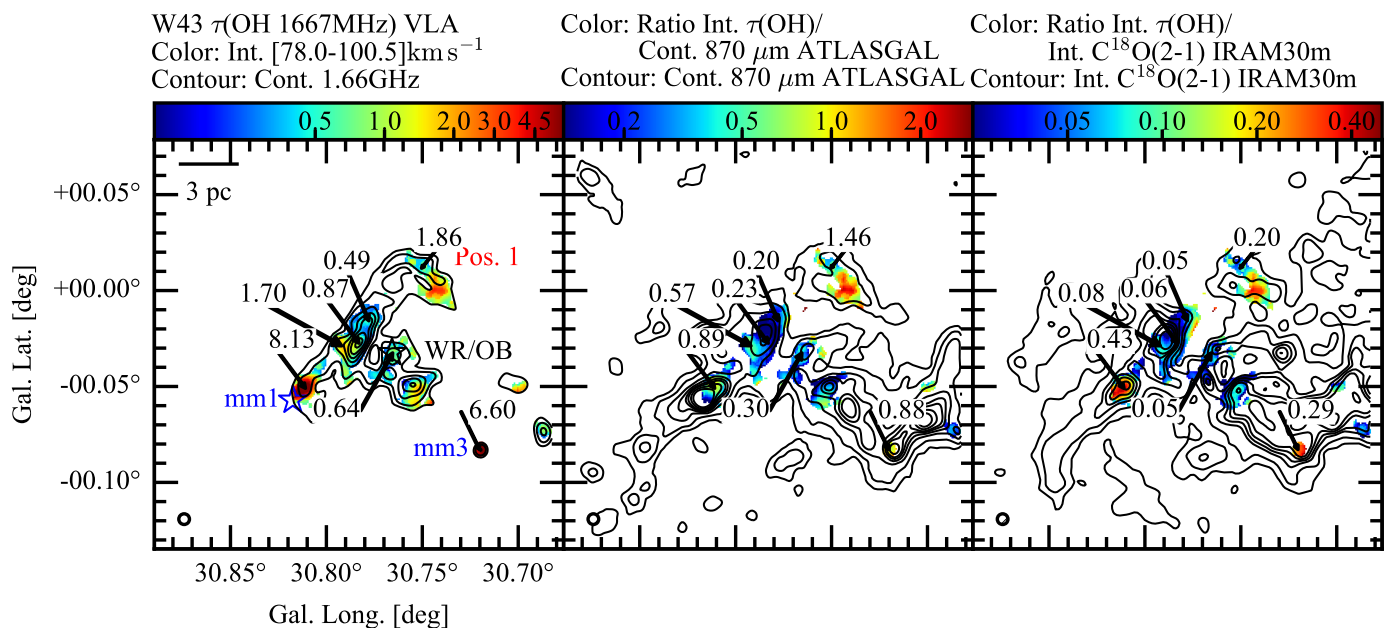 W43 τ(OH 1667MHz) VLA
Color: Int. [78.0-100.5]km s⁻¹
Contour: Cont. 1.66GHz
Color: Ratio Int. τ(OH)/
Cont. 870 μm ATLASGAL
Contour: Cont. 870 μm ATLASGAL
Color: Ratio Int. τ(OH)/
Int. C¹⁸O(2-1) IRAM30m
Contour: Int. C¹⁸O(2-1) IRAM30m
0.5 1.0 2.0 3.0 4.5
0.2 0.5 1.0 2.0
0.05 0.10 0.20 0.40
3 pc
1.86
Pos. 1
0.49
1.70 0.87
8.13
WR/OB
mm1
0.64
6.60
mm3
1.46
0.20
0.57 0.23
0.89
0.30
0.88
0.20
0.05
0.08 0.06
0.43
0.05
0.29
+00.05°
+00.00°
-00.05°
-00.10°
Gal. Lat. [deg]
30.85° 30.80° 30.75° 30.70°
Gal. Long. [deg]